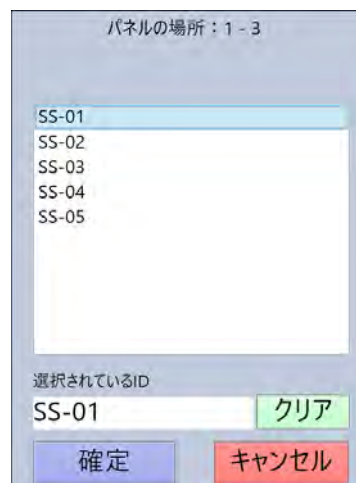 パネルの場所：1 - 3
SS-01
SS-02
SS-03
SS-04
SS-05
選択されているID
SS-01 クリア
確定 キャンセル